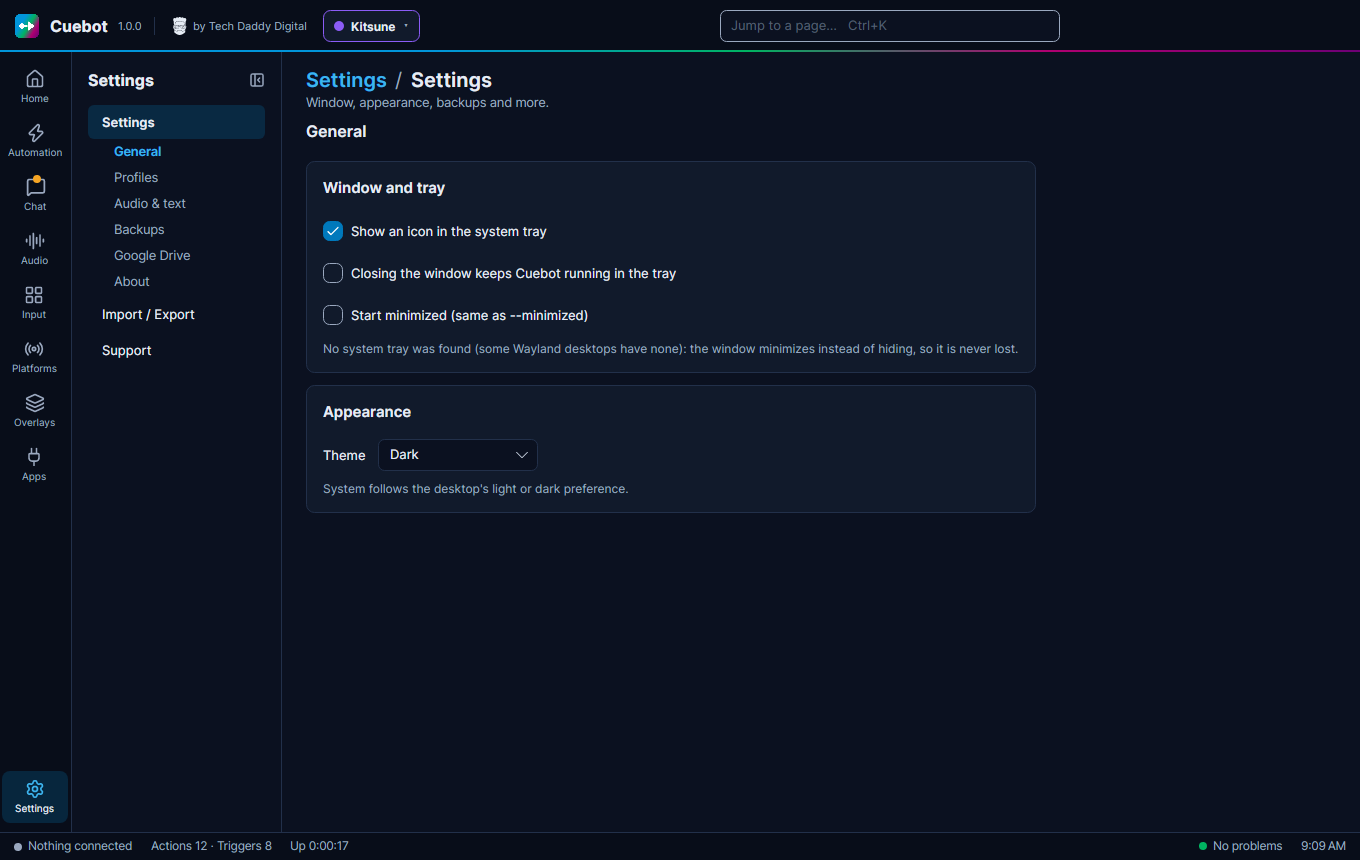 Cuebot 1.0.0 by Tech Daddy Digital Kitsune Jump to a page... Ctrl+K
Home
Automation
Chat
Audio
Input
Platforms
Overlays
Apps
Settings
Settings
Settings
General
Profiles
Audio & text
Backups
Google Drive
About
Import / Export
Support
Settings / Settings
Window, appearance, backups and more.
General
Window and tray
Show an icon in the system tray
Closing the window keeps Cuebot running in the tray
Start minimized (same as --minimized)
No system tray was found (some Wayland desktops have none): the window minimizes instead of hiding, so it is never lost.
Appearance
Theme Dark
System follows the desktop's light or dark preference.
Nothing connected Actions 12 · Triggers 8 Up 0:00:17 No problems 9:09 AM